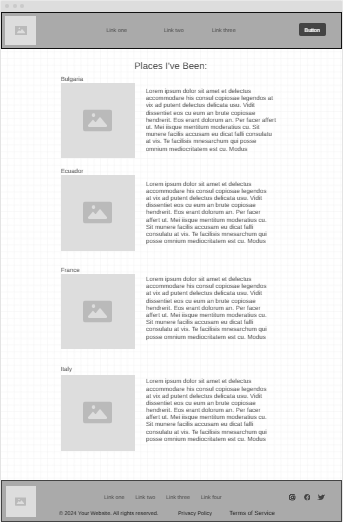 Link one Link two Link three Button
Places I've Been:
Bulgaria
Lorem ipsum dolor sit amet et delectus
accommodare his consul copiosae legendos at
vix ad putent delectus delicata usu. Vidit
dissentiet eos cu eum an brute copiosae
hendrerit. Eos erant dolorum an. Per facer afferi
ut. Mei iisque mentitum moderatius cu. Sit
munere facilis accusam eu dicat falli consulatu
at vis. Te facilisis mnesarchum qui posse
omnium mediocritatem est cu. Modus
Ecuador
Lorem ipsum dolor sit amet et delectus
accommodare his consul copiosae legendos
at vix ad putent delectus delicata usu. Vidit
dissentiet eos cu eum an brute copiosae
hendrerit. Eos erant dolorum an. Per facer
ut. Mei iisque mentitum moderatius cu.
Sit munere facilis accusam eu dicat falli
consulatu at vis. Te facilisis mnesarchum qui
posse omnium mediocritatem est cu. Modus
France
Lorem ipsum dolor sit amet et delectus
accommodare his consul copiosae legendos
at vix ad putent delectus delicata usu. Vidit
dissentiet eos cu eum an brute copiosae
hendrerit. Eos erant dolorum an. Per facer
ut. Mei iisque mentitum moderatius cu.
Sit munere facilis accusam eu dicat falli
consulatu at vis. Te facilisis mnesarchum qui
posse omnium mediocritatem est cu. Modus
Italy
Lorem ipsum dolor sit amet et delectus
accommodare his consul copiosae legendos
at vix ad putent delectus delicata usu. Vidit
dissentiet eos cu eum an brute copiosae
hendrerit. Eos erant dolorum an. Per facer
ut. Mei iisque mentitum moderatius cu.
Sit munere facilis accusam eu dicat falli
consulatu at vis. Te facilisis mnesarchum qui
posse omnium mediocritatem est cu. Modus
Link one Link two Link three Link four
© 2024 Your Website. All rights reserved. Privacy Policy Terms of Service